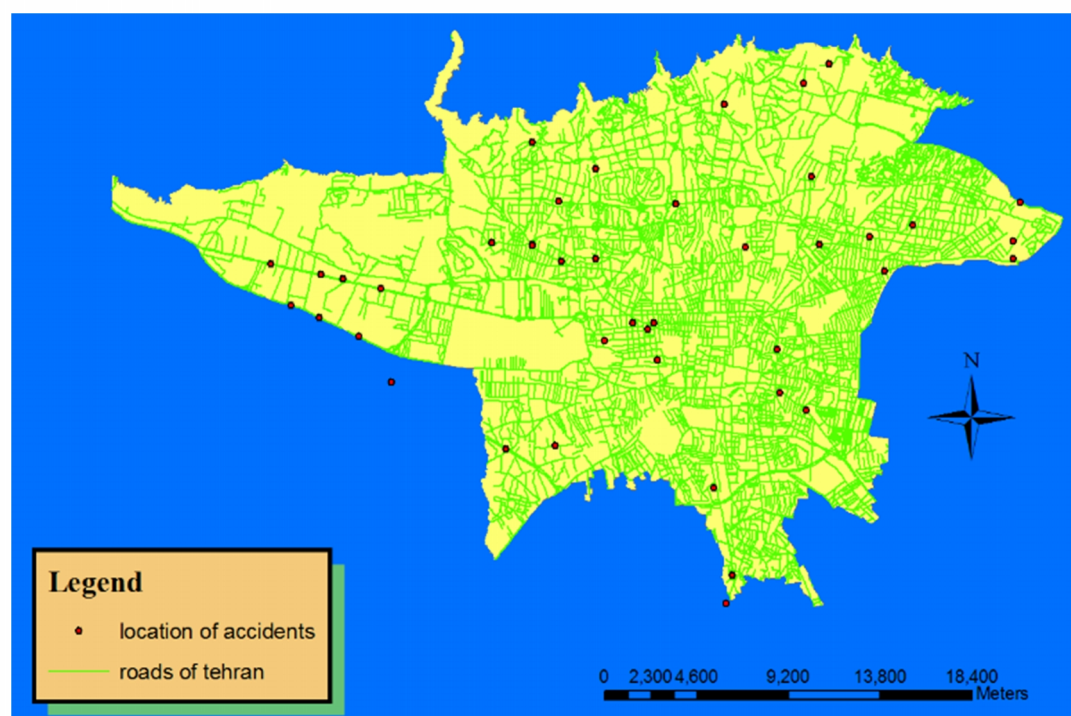 N
Legend
location of accidents
roads of tehran
0 2,300 4,600 9,200 13,800 18,400
Meters